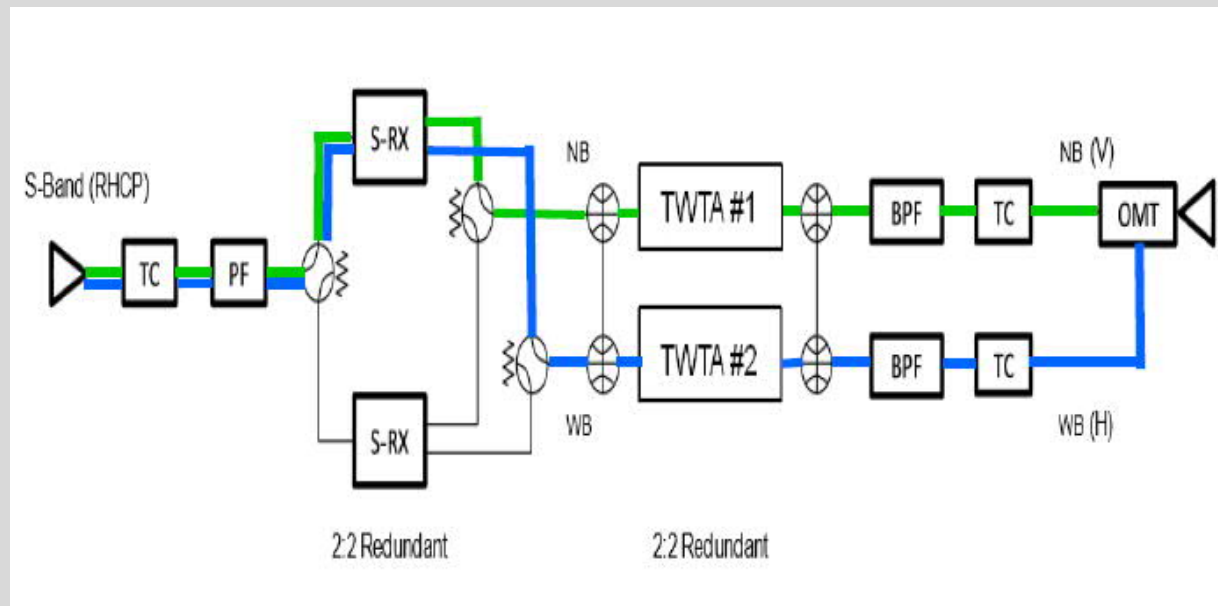 S-RX
NB
NB (V)
S-Band (RHCP)
TWTA #1
BPF
TC
OMT
TC
PF
TWTA #2
BPF
TC
WB
WB (H)
S-RX
2:2 Redundant
2:2 Redundant